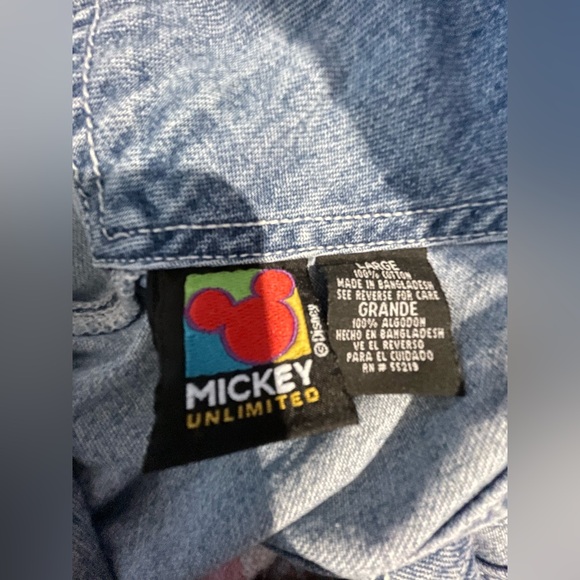 ©Disney
MICKEY
UNLIMITED
LARGE
100% COTTON
MADE IN BANGLADESH
SEE REVERSE FOR CARE
GRANDE
100% ALGODON
HECHO EN BANGLADESH
VE EL REVERSO
PARA EL CUIDADO
RN # 55219